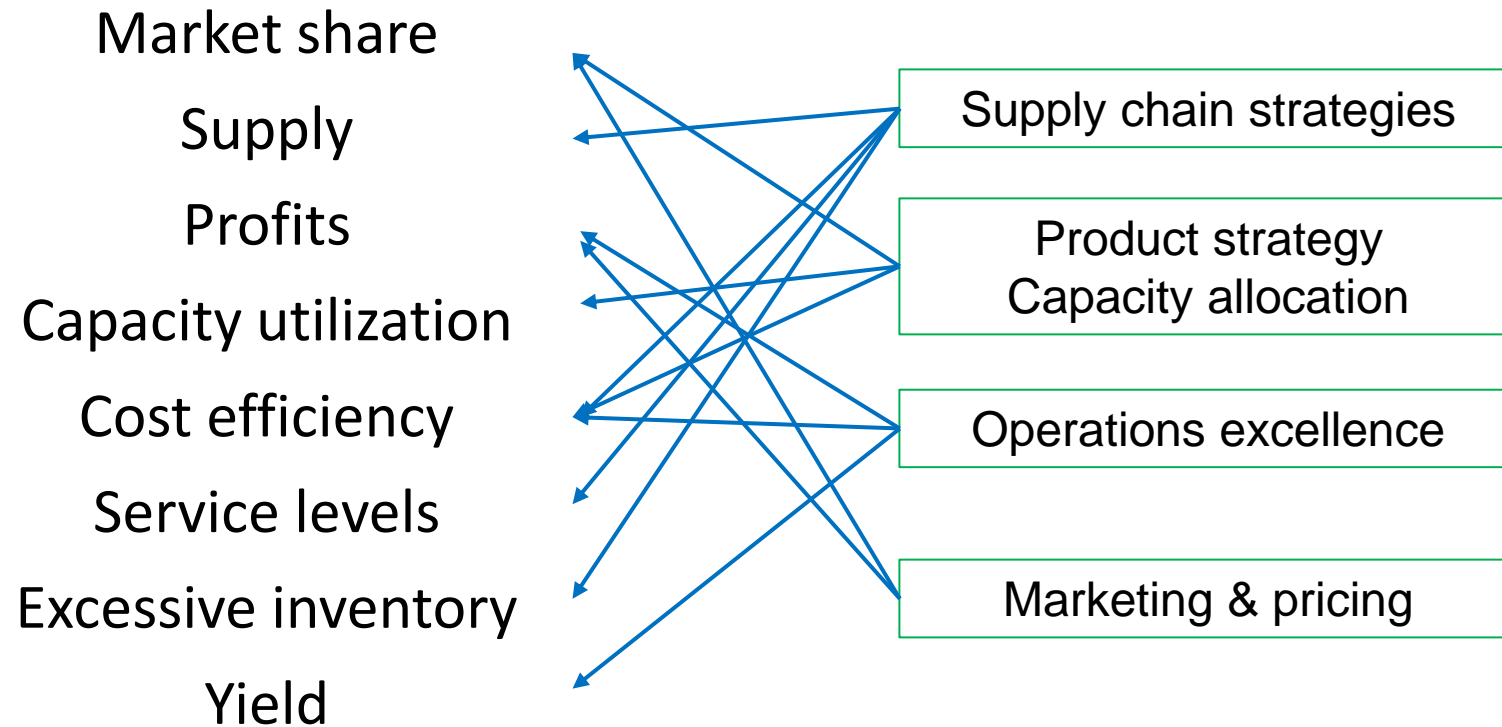 Market share
Supply
Profits
Capacity utilization
Cost efficiency
Service levels
Excessive inventory
Yield
Supply chain strategies
Product strategy
Capacity allocation
Operations excellence
Marketing & pricing